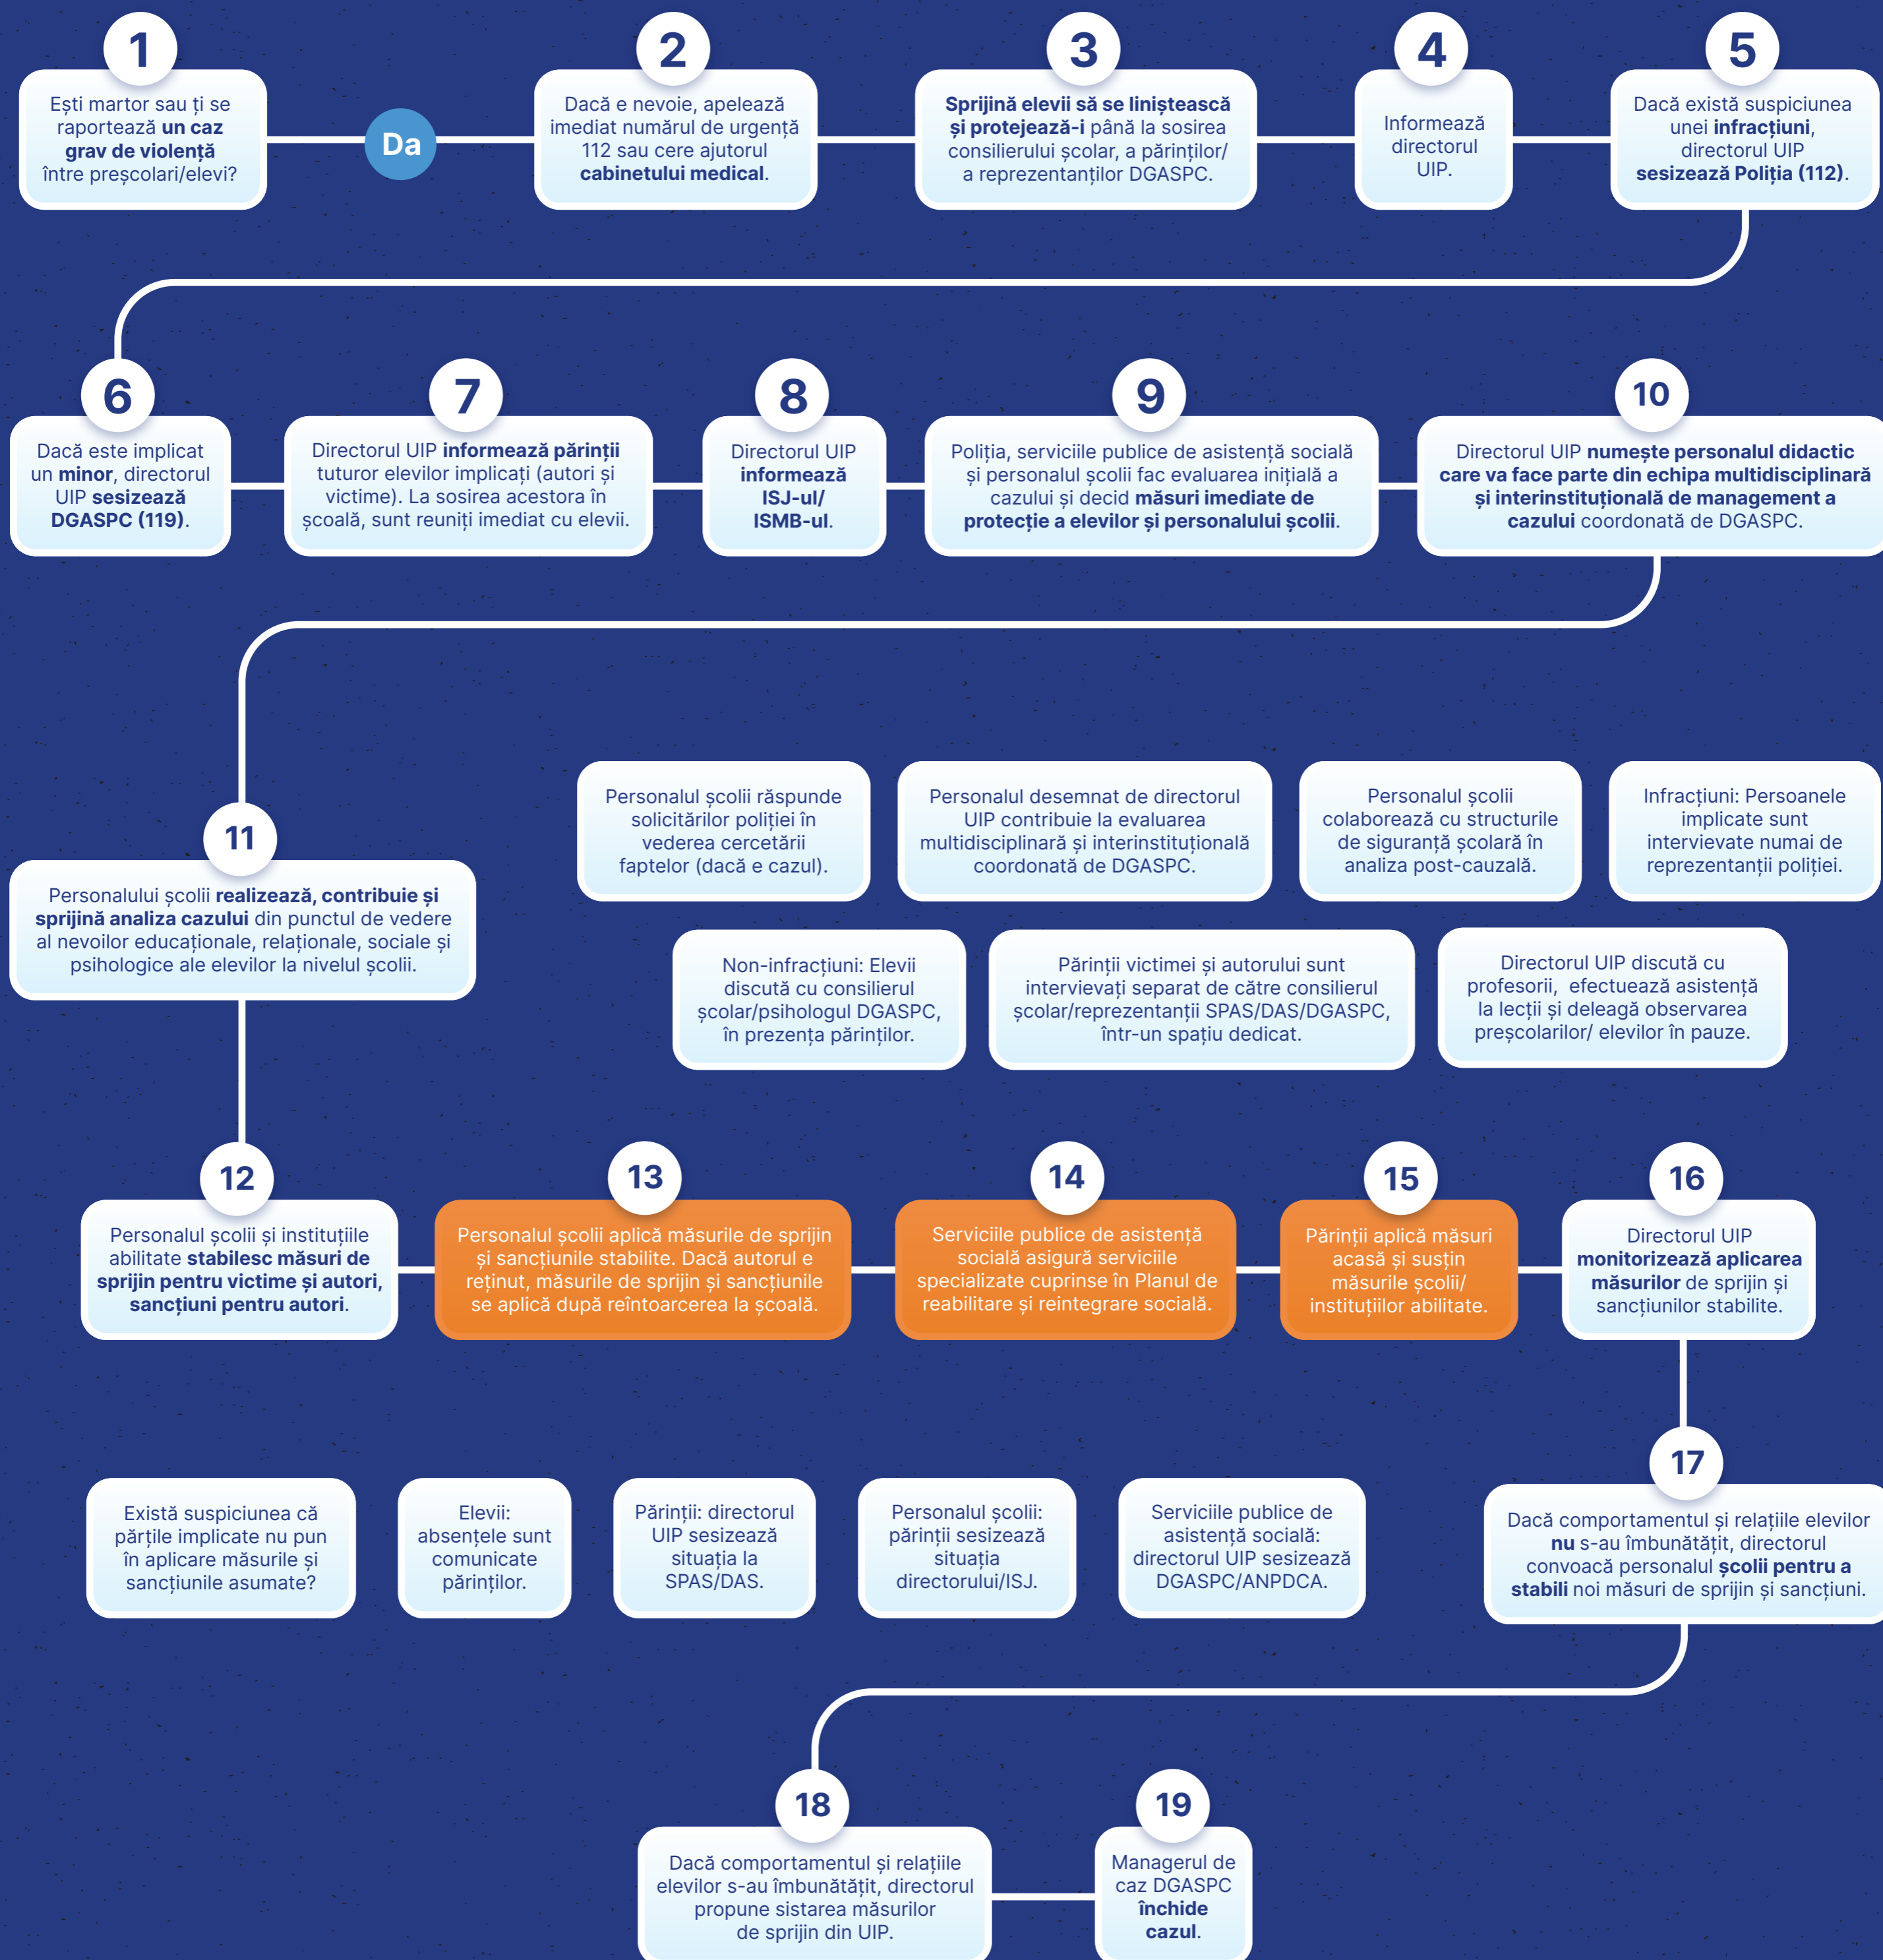 1
Ești martor sau ți se
raportează un caz
grav de violență
între preșcolari/elevi?
Da
2
Dacă e nevoie, apelează
imediat numărul de urgență
112 sau cere ajutorul
cabinetului medical.
3
Sprijină elevii să se liniștească
și protejează-i până la sosirea
consilierului școlar, a părinților/
a reprezentanților DGASPC.
4
Informează
directorul
UIP.
5
Dacă există suspiciunea
unei infracțiuni,
directorul UIP
sesizează Poliția (112).
6
Dacă este implicat
un minor, directorul
UIP sesizează
DGASPC (119).
7
Directorul UIP informează părinții
tuturor elevilor implicați (autori și
victime). La sosirea acestora în
școală, sunt reuniți imediat cu elevii.
8
Directorul UIP
informează
ISJ-ul/
ISMB-ul.
9
Poliția, serviciile publice de asistență socială
și personalul școlii fac evaluarea inițială a
cazului și decid măsuri imediate de
protecție a elevilor și personalului școlii.
10
Directorul UIP numește personalul didactic
care va face parte din echipa multidisciplinară
și interinstituțională de management a
cazului coordonată de DGASPC.
11
Personalului școlii realizează, contribuie și
sprijină analiza cazului din punctul de vedere
al nevoilor educaționale, relaționale, sociale și
psihologice ale elevilor la nivelul școlii.
Personalul școlii răspunde
solicitărilor poliției în
vederea cercetării
faptelor (dacă e cazul).
Personalul desemnat de directorul
UIP contribuie la evaluarea
multidisciplinară și interinstituțională
coordonată de DGASPC.
Personalul școlii
colaborează cu structurile
de siguranță școlară în
analiza post-cauzală.
Infracțiuni: Persoanele
implicate sunt
intervievate numai de
reprezentanții poliției.
Non-infracțiuni: Elevii
discută cu consilierul
școlar/psihologul DGASPC,
în prezența părinților.
Părinții victimei și autorului sunt
intervievați separat de către consilierul
școlar/reprezentanții SPAS/DAS/DGASPC,
într-un spațiu dedicat.
Directorul UIP discută cu
profesorii, efectuează asistență
la lecții și deleagă observarea
preșcolarilor/ elevilor în pauze.
12
Personalul școlii și instituțiile
abilitate stabilesc măsuri de
sprijin pentru victime și autori,
sancțiuni pentru autori.
13
Personalul școlii aplică măsurile de sprijin
și sancțiunile stabilite. Dacă autorul e
reținut, măsurile de sprijin și sancțiunile
se aplică după reîntoarcerea la școală.
14
Serviciile publice de asistență
socială asigură serviciile
specializate cuprinse în Planul de
reabilitare și reintegrare socială.
15
Părinții aplică măsuri
acasă și susțin
măsurile școlii/
instituțiilor abilitate.
16
Directorul UIP
monitorizează aplicarea
măsurilor de sprijin și
sancțiunilor stabilite.
17
Dacă comportamentul și relațiile elevilor
nu s-au îmbunătățit, directorul
convoacă personalul școlii pentru a
stabili noi măsuri de sprijin și sancțiuni.
Există suspiciunea că
părțile implicate nu pun
în aplicare măsurile și
sancțiunile asumate?
Elevii:
absențele sunt
comunicate
părinților.
Părinții: directorul
UIP sesizează
situația la
SPAS/DAS.
Personalul școlii:
părinții sesizează
situația
directorului/ISJ.
Serviciile publice de
asistență socială:
directorul UIP sesizează
DGASPC/ANPDCA.
18
Dacă comportamentul și relațiile
elevilor s-au îmbunătățit, directorul
propune sistarea măsurilor
de sprijin din UIP.
19
Managerul de
caz DGASPC
închide
cazul.